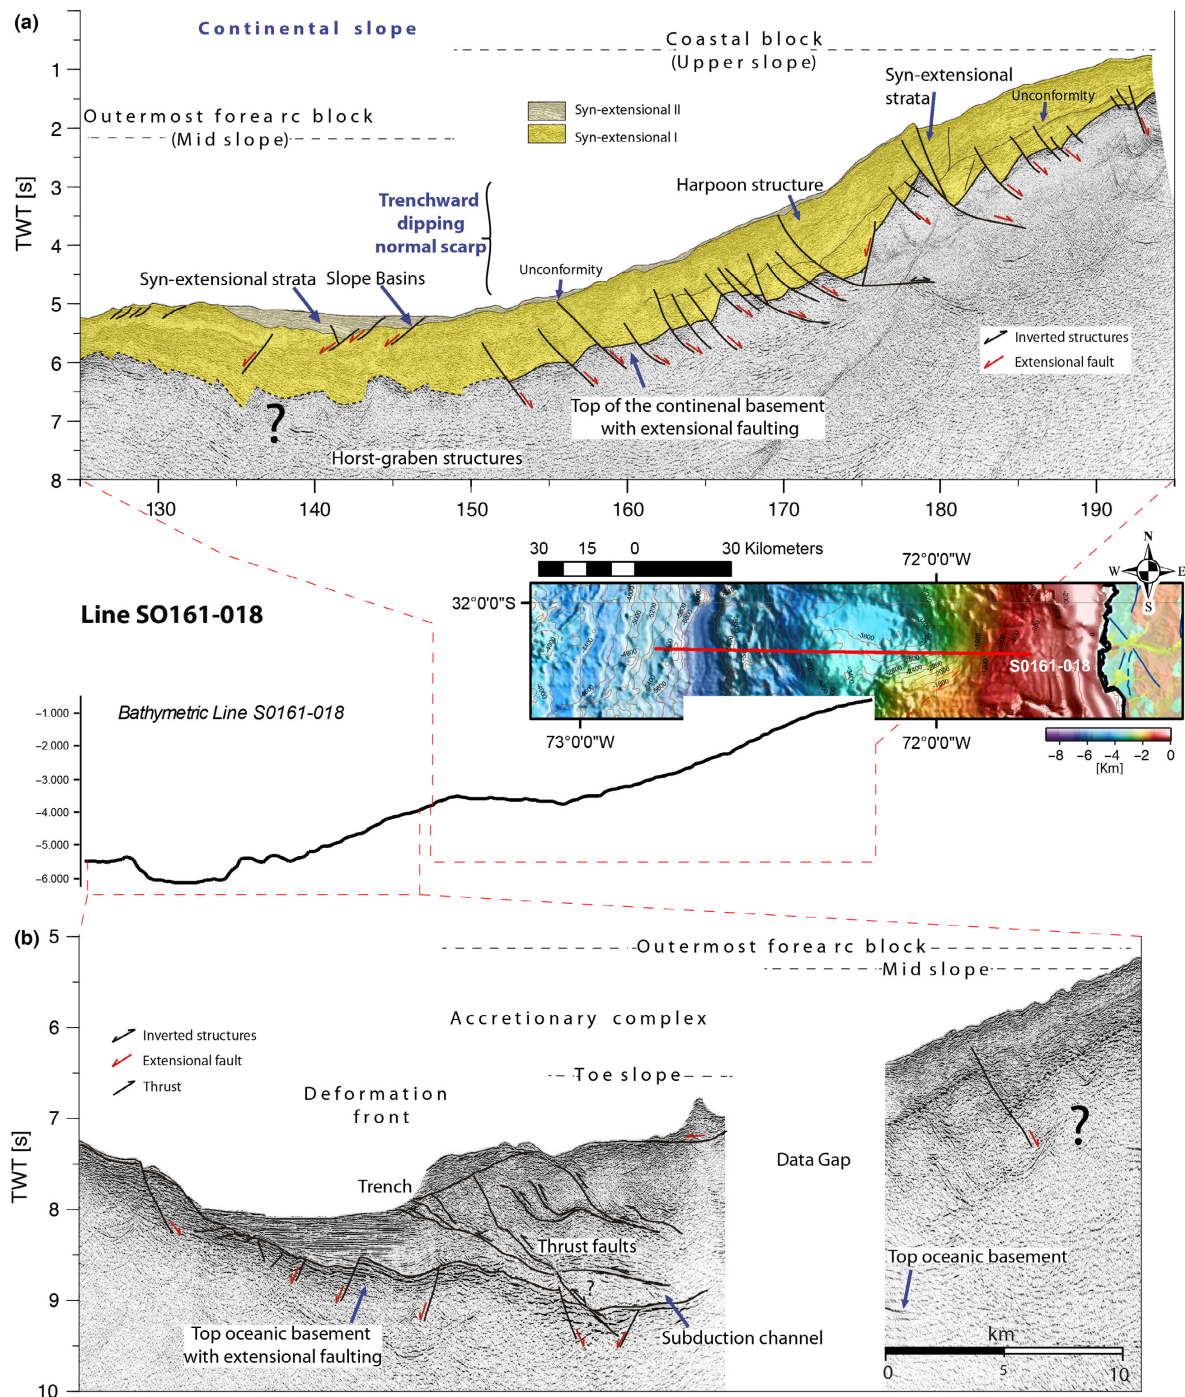 (a)
Continental slope
Coastal block
(Upper slope)
Syn-extensional
strata
Unconformity
Outermost forearc block
(Mid slope)
Syn-extensional II
Syn-extensional I
Harpoon structure
Trenchward
dipping
normal scarp
Syn-extensional strata
Slope Basins
Unconformity
Inverted structures
Extensional fault
Top of the continenal basement
with extensional faulting
?
Horst-graben structures
TWT [s]
1
2
3
4
5
6
7
8
130
140
150
160
170
180
190
30
15
0
30 Kilometers
72°0'0"W
N
W
E
S
32°0'0"S
Line SO161-018
S0161-018
Bathymetric Line S0161-018
73°0'0"W
72°0'0"W
−8
−6
−4
−2
0
[Km]
−1.000
−2.000
−3.000
−4.000
−5.000
−6.000
(b)
Outermost forearc block
Mid slope
Accretionary complex
Inverted structures
Extensional fault
Thrust
Toe slope
Deformation
front
Trench
Data Gap
?
Thrust faults
?
Top oceanic basement
Top oceanic basement
with extensional faulting
Subduction channel
km
0
5
10
TWT [s]
5
6
7
8
9
10